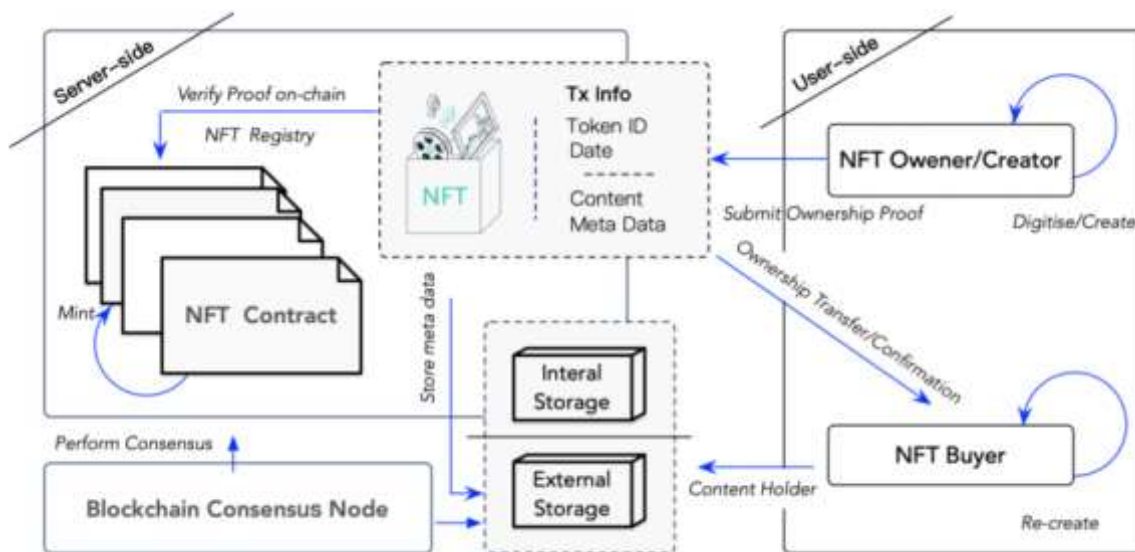 Server-side
User-side
Verify Proof on-chain
NFT Registry
NFT
Tx Info
Token ID
Date
Content
Meta Data
NFT Owener/Creator
Submit Ownership Proof
Digitise/Create
Mint
NFT Contract
Store meta data
Ownership Transfer/Confirmation
Interal
Storage
Perform Consensus
External
Storage
Content Holder
NFT Buyer
Blockchain Consensus Node
Re-create